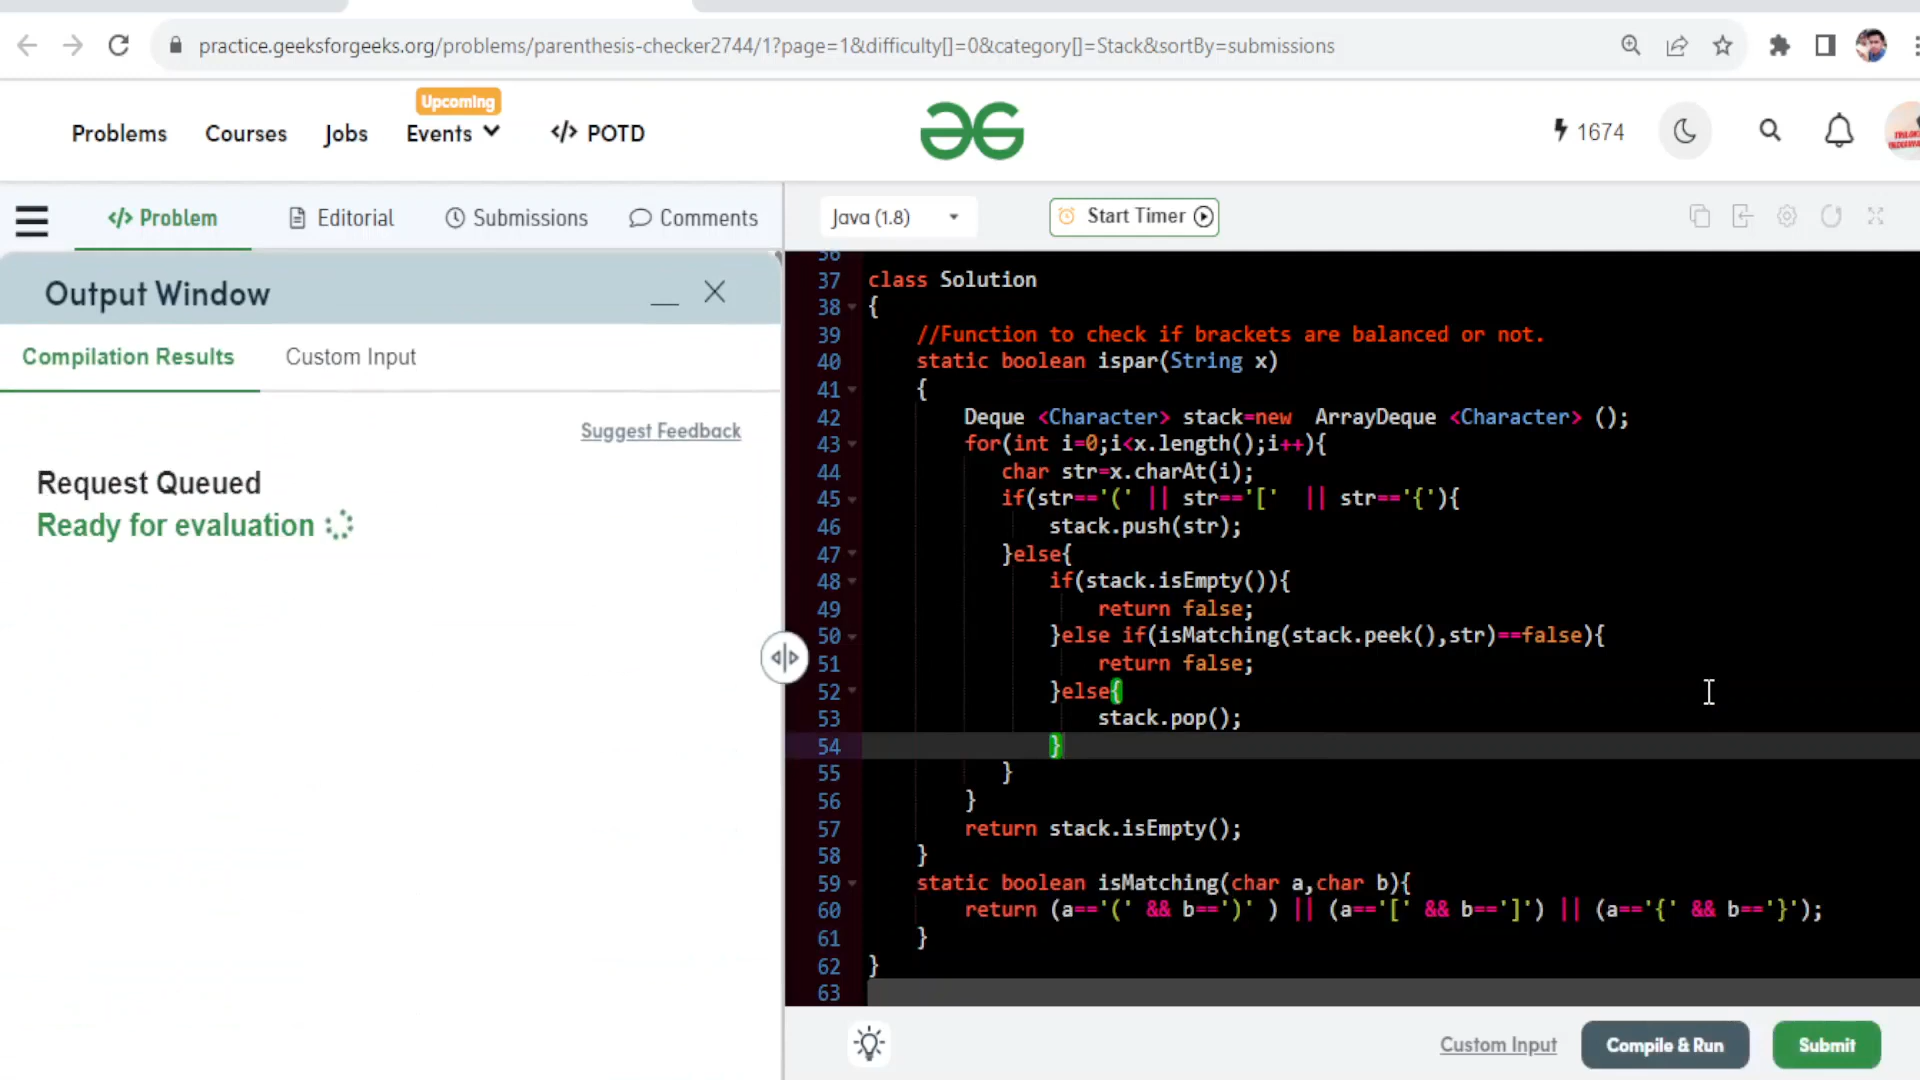 practice.geeksforgeeks.org/problems/parenthesis-checker2744/1?page=1&difficulty[]=0&category[]=Stack&sortBy=submissions
Upcoming
Problems Courses Jobs Events </> POTD 1674
</> Problem Editorial Submissions Comments
Java (1.8) Start Timer
Output Window
Compilation Results Custom Input
Suggest Feedback
Request Queued
Ready for evaluation
36
37 class Solution
38 {
39 //Function to check if brackets are balanced or not.
40 static boolean ispar(String x)
41 {
42 Deque <Character> stack=new  ArrayDeque <Character> ();
43 for(int i=0;i<x.length();i++){
44 char str=x.charAt(i);
45 if(str=='(' || str=='['  || str=='{'){
46 stack.push(str);
47 }else{
48 if(stack.isEmpty()){
49 return false;
50 }else if(isMatching(stack.peek(),str)==false){
51 return false;
52 }else{
53 stack.pop();
54 }
55 }
56 }
57 return stack.isEmpty();
58 }
59 static boolean isMatching(char a,char b){
60 return (a=='(' && b==')' ) || (a=='[' && b==']') || (a=='{' && b=='}');
61 }
62 }
63
Custom Input Compile & Run Submit